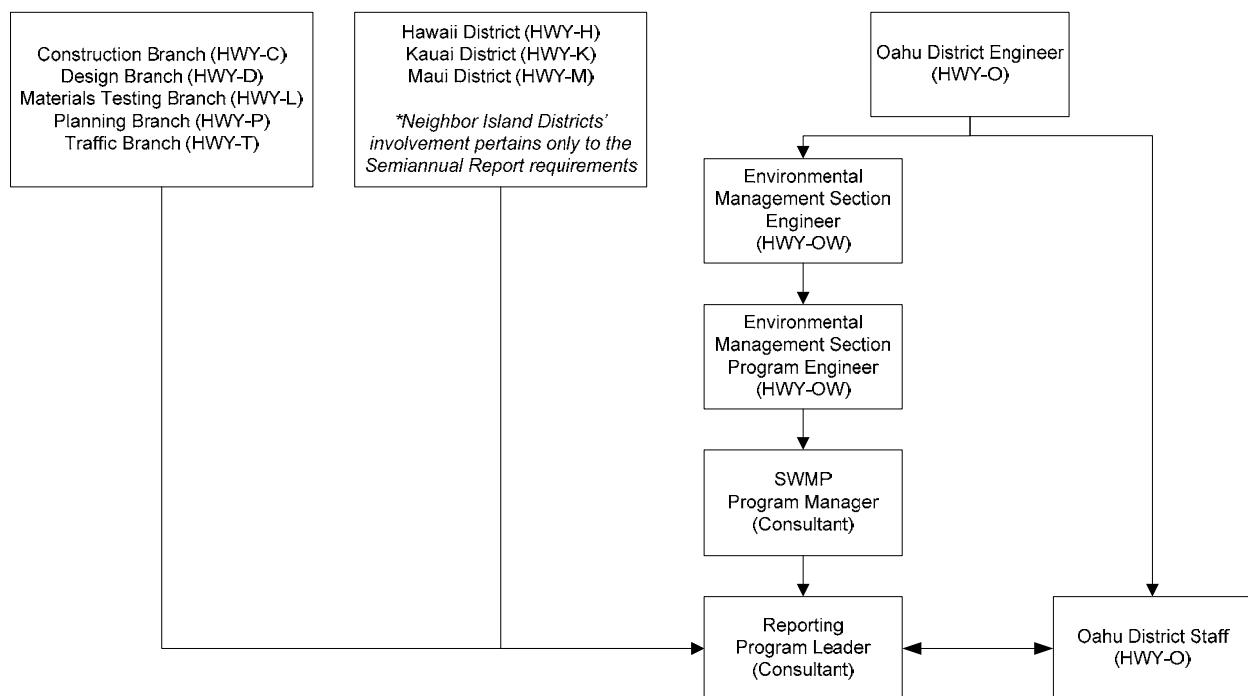 Construction Branch (HWY-C)
Design Branch (HWY-D)
Materials Testing Branch (HWY-L)
Planning Branch (HWY-P)
Traffic Branch (HWY-T)
Hawaii District (HWY-H)
Kauai District (HWY-K)
Maui District (HWY-M)
*Neighbor Island Districts'
involvement pertains only to the
Semiannual Report requirements
Oahu District Engineer
(HWY-O)
Environmental
Management Section
Engineer
(HWY-OW)
Environmental
Management Section
Program Engineer
(HWY-OW)
SWMP
Program Manager
(Consultant)
Reporting
Program Leader
(Consultant)
Oahu District Staff
(HWY-O)